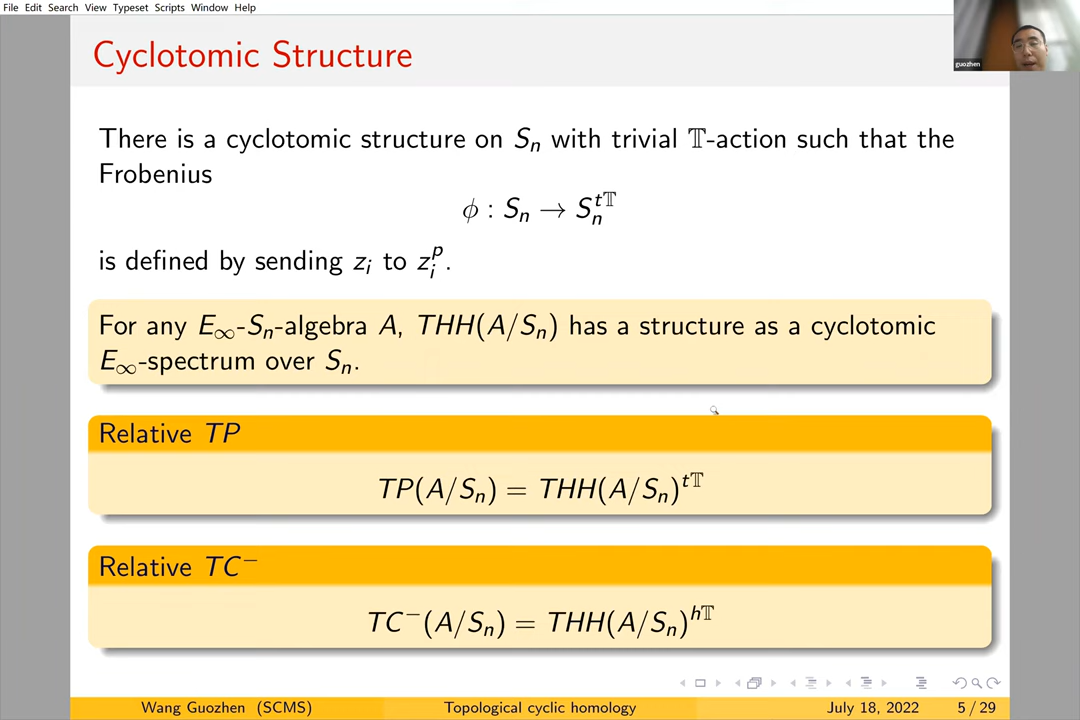 File Edit Search View Typeset Scripts Window Help
guozhen
Cyclotomic Structure
There is a cyclotomic structure on Sₙ with trivial 𝕋-action such that the
Frobenius
ϕ : Sₙ → Sₙᵗ𝕋
is defined by sending zᵢ to zᵢᵖ.
For any E∞-Sₙ-algebra A, THH(A/Sₙ) has a structure as a cyclotomic
E∞-spectrum over Sₙ.
Relative TP
TP(A/Sₙ) = THH(A/Sₙ)ᵗ𝕋
Relative TC⁻
TC⁻(A/Sₙ) = THH(A/Sₙ)ʰ𝕋
Wang Guozhen (SCMS) Topological cyclic homology July 18, 2022 5 / 29